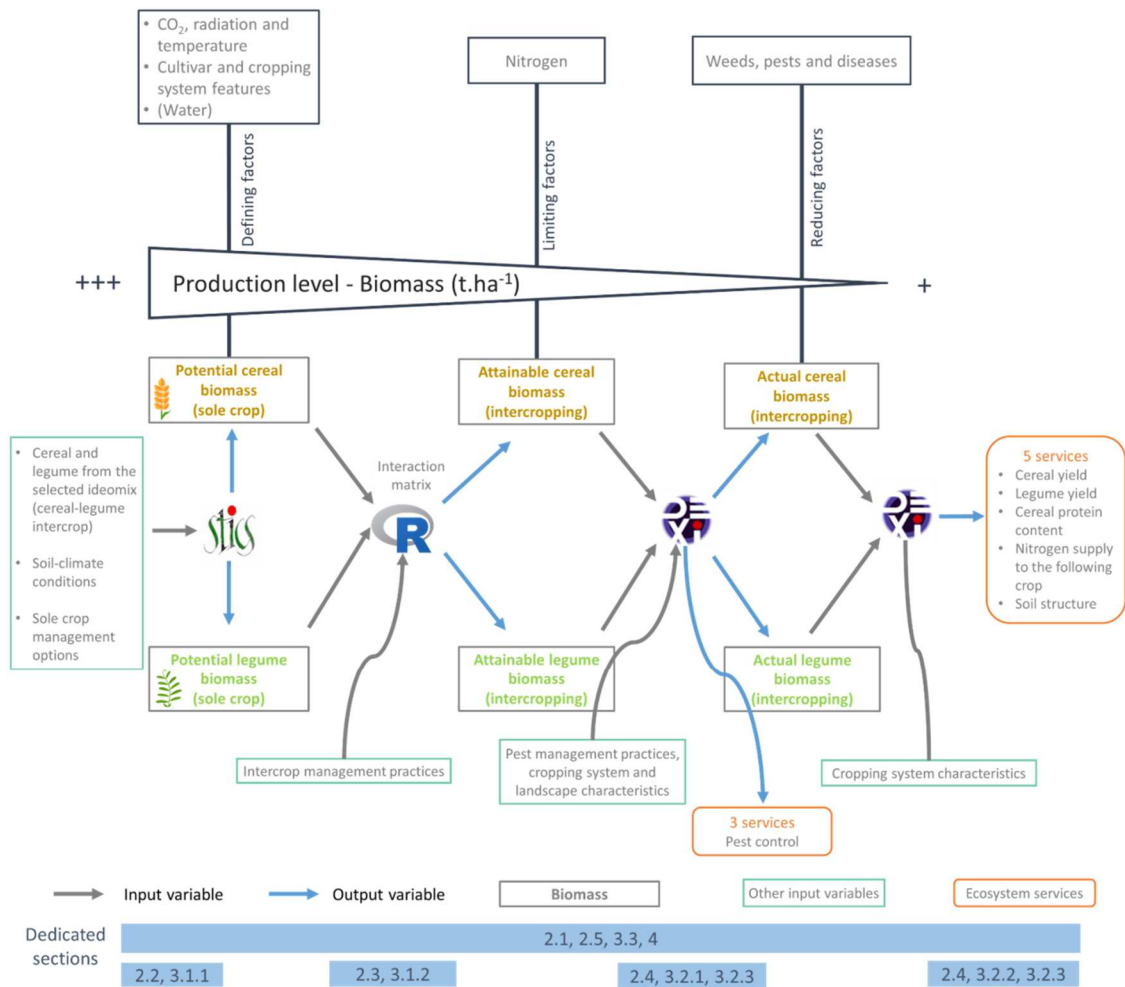 • CO₂, radiation and
temperature
• Cultivar and cropping
system features
• (Water)
Nitrogen
Weeds, pests and diseases
Defining factors
Limiting factors
Reducing factors
+++
Production level - Biomass (t.ha⁻¹)
+
Potential cereal
biomass
(sole crop)
Attainable cereal
biomass
(intercropping)
Actual cereal
biomass
(intercropping)
• Cereal and
legume from the
selected ideomix
(cereal-legume
intercrop)
• Soil-climate
conditions
• Sole crop
management
options
stics
Interaction
matrix
R
DEXi
DEXi
5 services
• Cereal yield
• Legume yield
• Cereal protein
content
• Nitrogen supply
to the following
crop
• Soil structure
Potential legume
biomass
(sole crop)
Attainable legume
biomass
(intercropping)
Actual legume
biomass
(intercropping)
Intercrop management practices
Pest management practices,
cropping system and
landscape characteristics
Cropping system characteristics
3 services
Pest control
Input variable
Output variable
Biomass
Other input variables
Ecosystem services
Dedicated
sections
2.1, 2.5, 3.3, 4
2.2, 3.1.1
2.3, 3.1.2
2.4, 3.2.1, 3.2.3
2.4, 3.2.2, 3.2.3